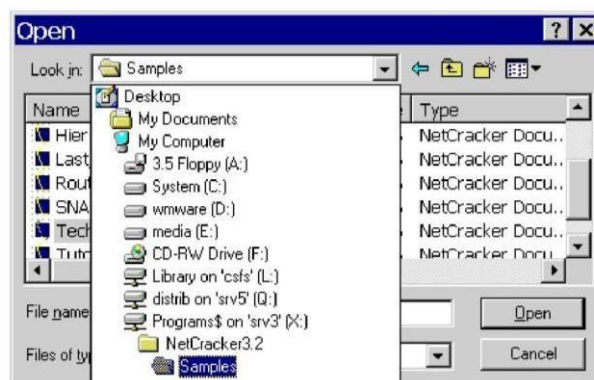 Open
Look in: Samples
Name Type
Desktop
My Documents
My Computer
3.5 Floppy (A:)
System (C:)
wmware (D:)
media (E:)
CD-RW Drive (F:)
Library on 'csfs' (L:)
distrib on 'srv5' (Q:)
Programs$ on 'srv3' (X:)
NetCracker3.2
Samples
Hier NetCracker Docu..
Last NetCracker Docu..
Rout NetCracker Docu..
SNA NetCracker Docu..
Tech NetCracker Docu..
Tuto NetCracker Docu..
File name Open
Files of ty Cancel